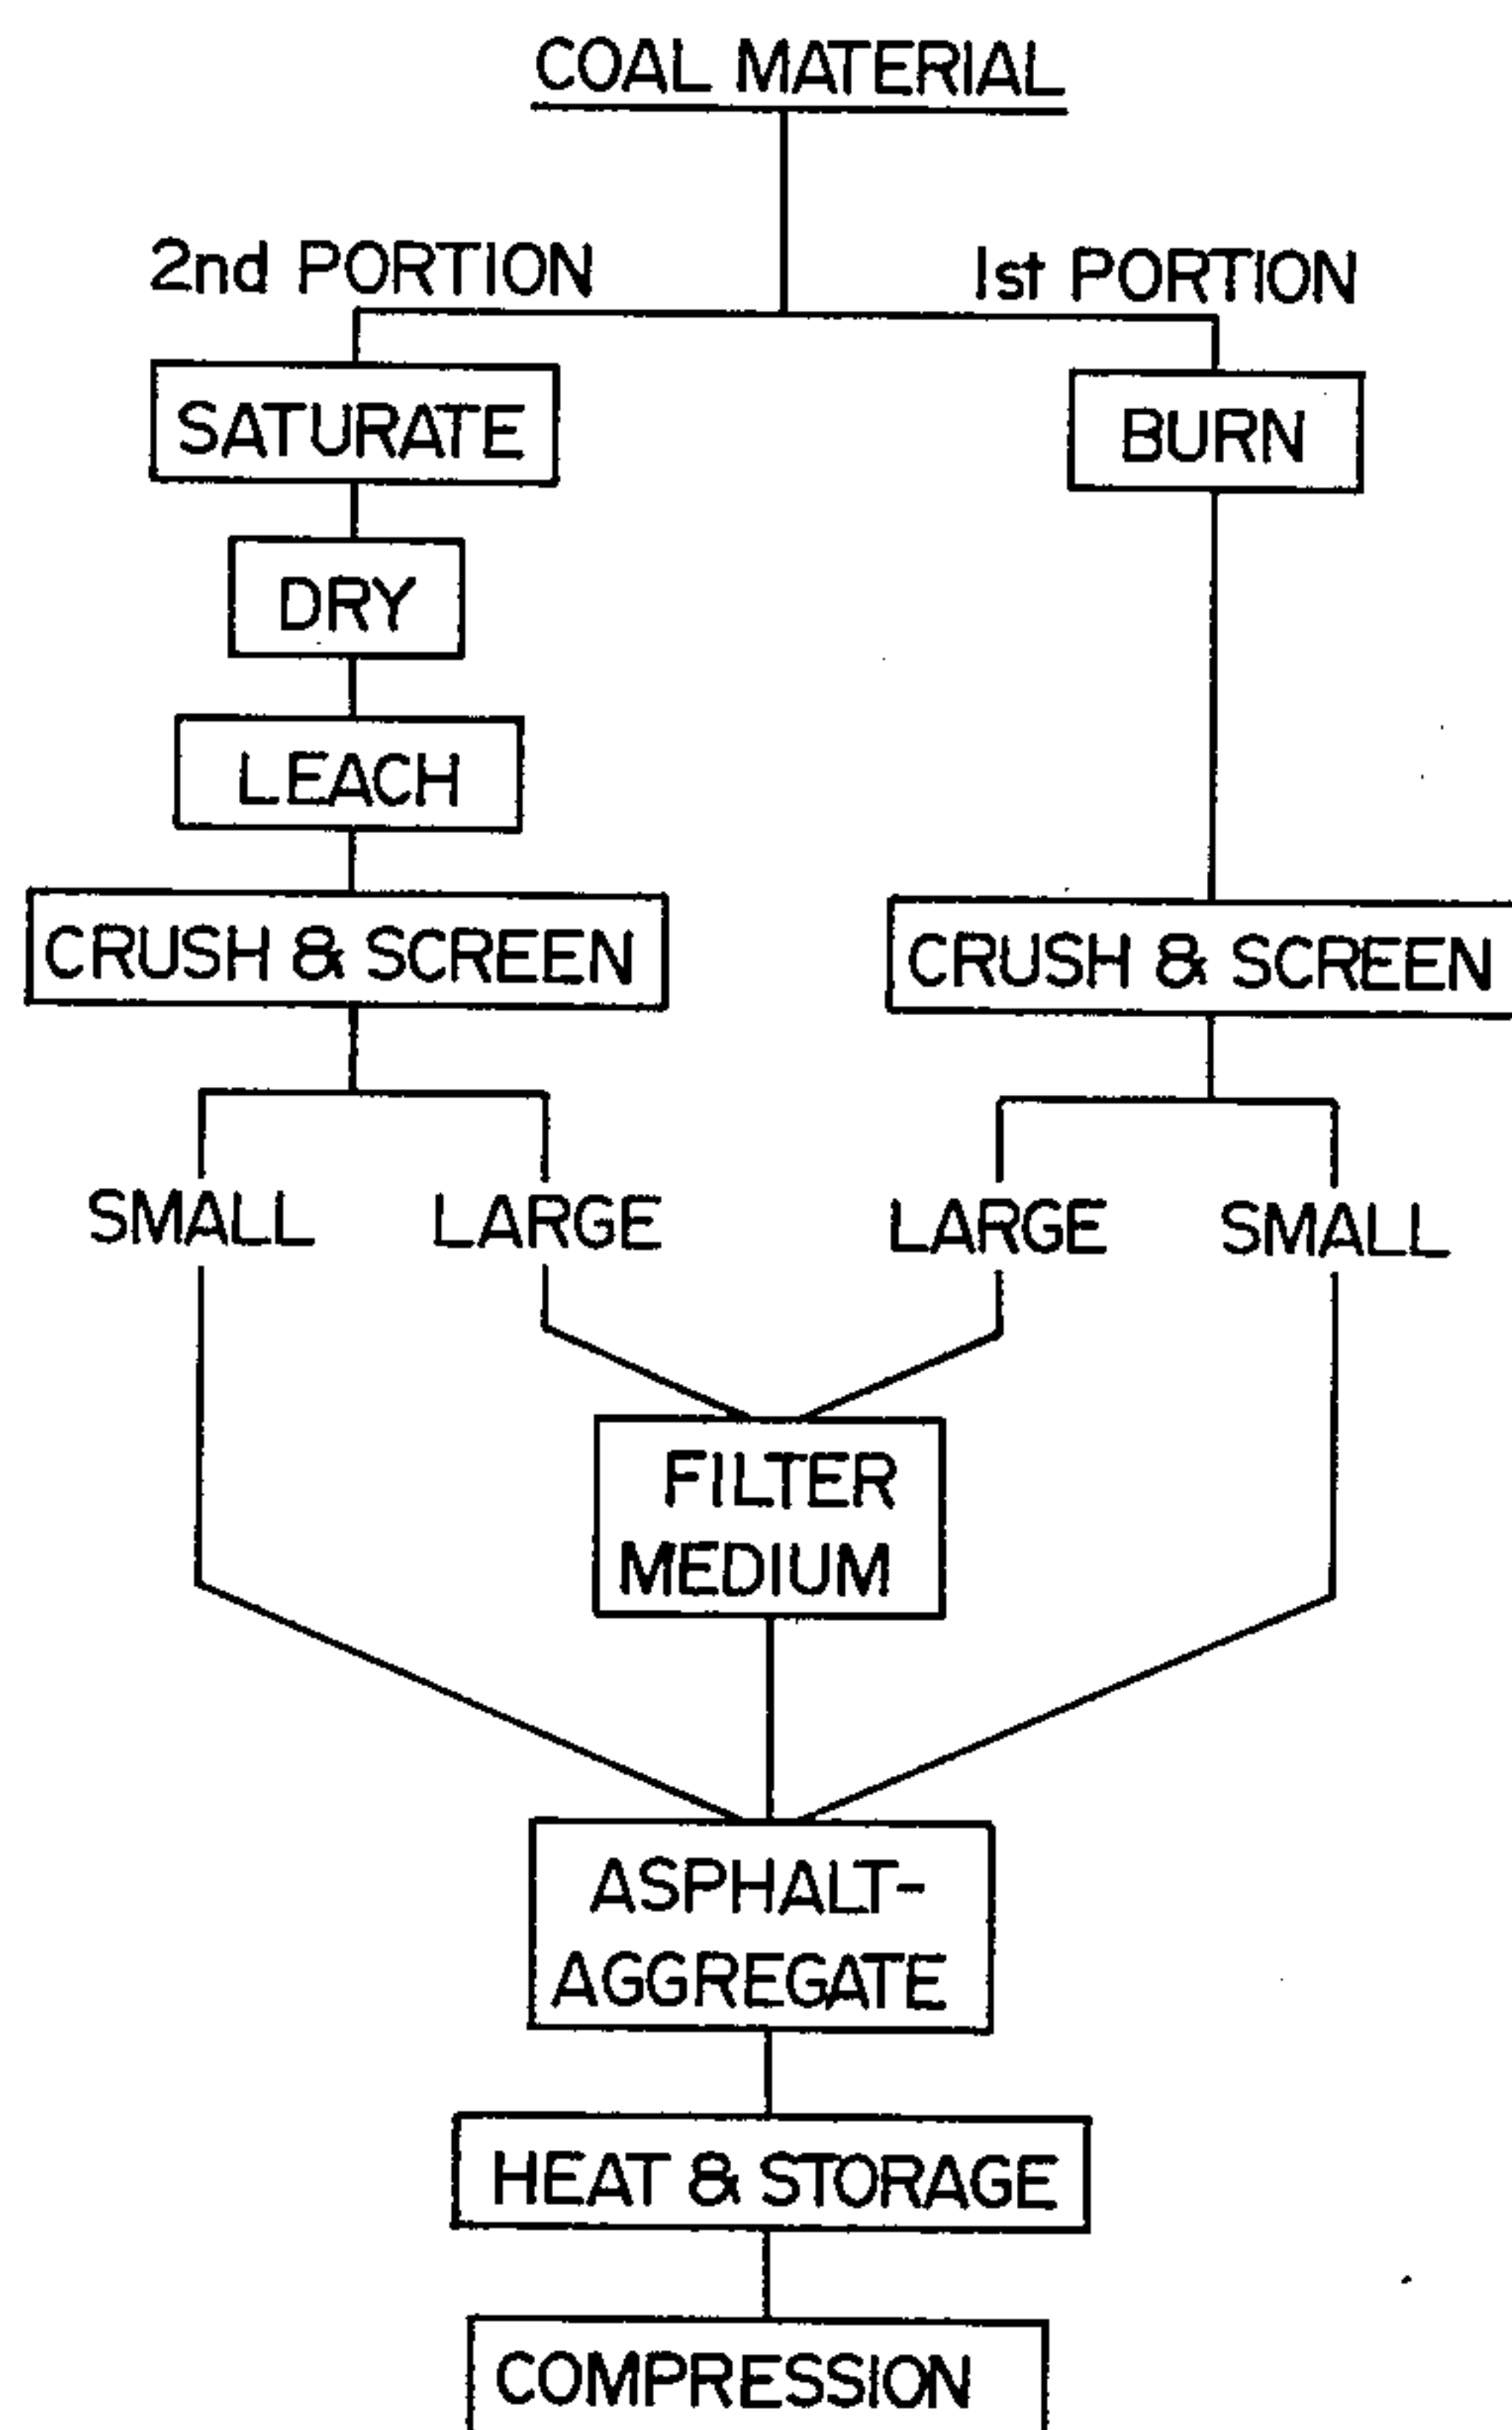 COAL MATERIAL
2nd PORTION
1st PORTION
SATURATE
BURN
DRY
LEACH
CRUSH & SCREEN
CRUSH & SCREEN
SMALL
LARGE
LARGE
SMALL
FILTER
MEDIUM
ASPHALT-
AGGREGATE
HEAT & STORAGE
COMPRESSION